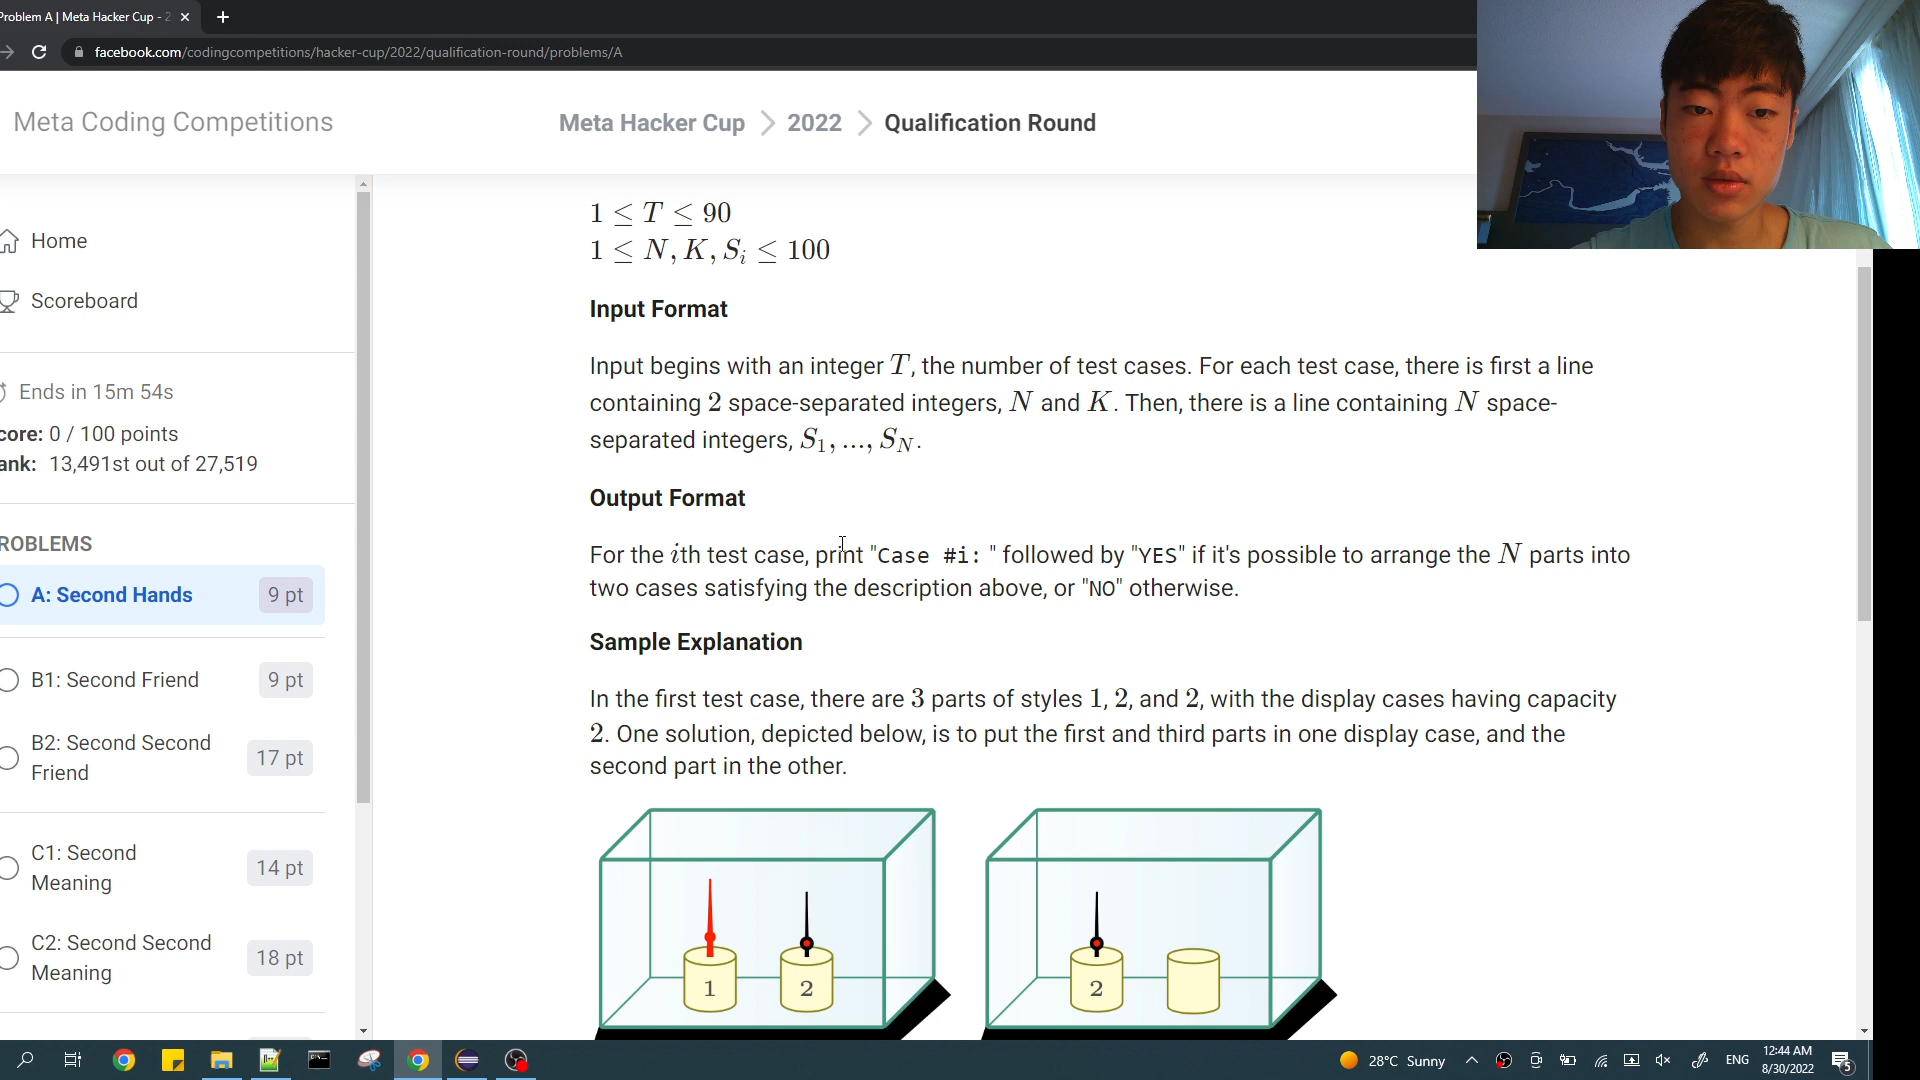 Problem A | Meta Hacker Cup - 2
facebook.com/codingcompetitions/hacker-cup/2022/qualification-round/problems/A
Meta Coding Competitions
Meta Hacker Cup
2022
Qualification Round
Home
Scoreboard
Ends in 15m 54s
core: 0 / 100 points
ank: 13,491st out of 27,519
ROBLEMS
A: Second Hands 9 pt
B1: Second Friend 9 pt
B2: Second Second
Friend
17 pt
C1: Second
Meaning
14 pt
C2: Second Second
Meaning
18 pt
1 ≤ T ≤ 90
1 ≤ N, K, Sᵢ ≤ 100
Input Format
Input begins with an integer T, the number of test cases. For each test case, there is first a line
containing 2 space-separated integers, N and K. Then, there is a line containing N space-
separated integers, S₁, ..., S_N.
Output Format
For the ith test case, print "Case #i: " followed by "YES" if it's possible to arrange the N parts into
two cases satisfying the description above, or "NO" otherwise.
Sample Explanation
In the first test case, there are 3 parts of styles 1, 2, and 2, with the display cases having capacity
2. One solution, depicted below, is to put the first and third parts in one display case, and the
second part in the other.
1 2 2
28°C Sunny
ENG
12:44 AM
8/30/2022
5